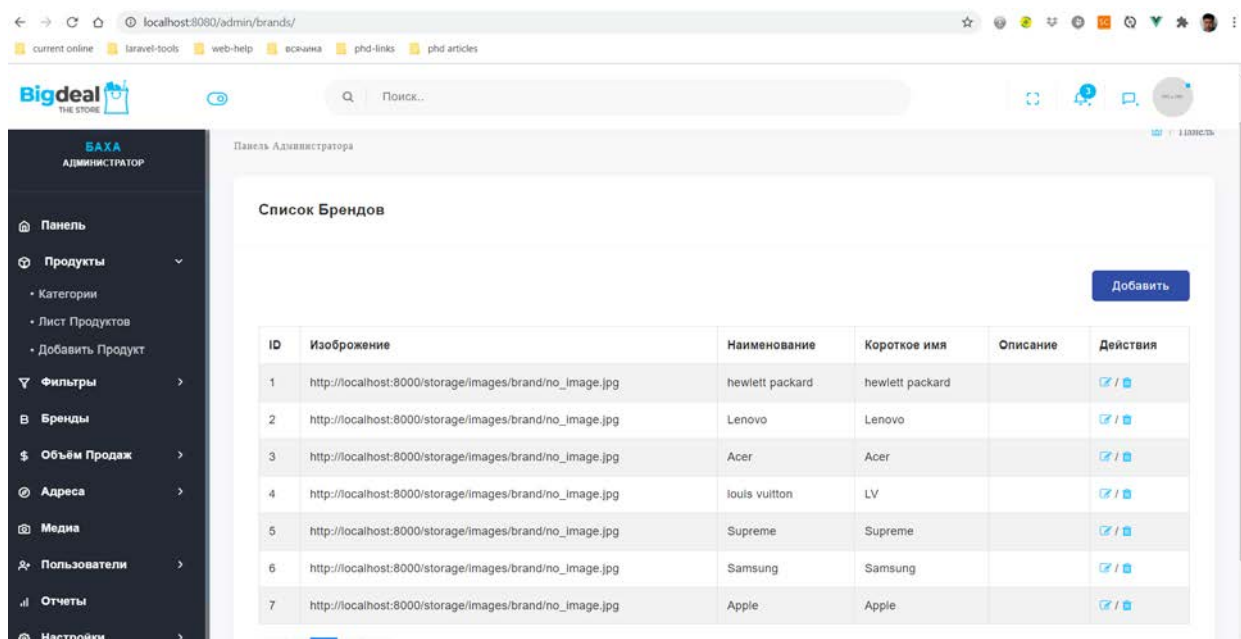 localhost:8080/admin/brands/
current online laravel-tools web-help всячина phd-links phd articles
Bigdeal
THE STORE
Поиск..
3
БАХА
АДМИНИСТРАТОР
Панель Администратора
/ Панель
Список Брендов
Добавить
Панель
Продукты
• Категории
• Лист Продуктов
• Добавить Продукт
Фильтры
Бренды
Объём Продаж
Адреса
Медиа
Пользователи
Отчеты
Настройки
ID Изоброжение Наименование Короткое имя Описание Действия
1 http://localhost:8000/storage/images/brand/no_image.jpg hewlett packard hewlett packard /
2 http://localhost:8000/storage/images/brand/no_image.jpg Lenovo Lenovo /
3 http://localhost:8000/storage/images/brand/no_image.jpg Acer Acer /
4 http://localhost:8000/storage/images/brand/no_image.jpg louis vuitton LV /
5 http://localhost:8000/storage/images/brand/no_image.jpg Supreme Supreme /
6 http://localhost:8000/storage/images/brand/no_image.jpg Samsung Samsung /
7 http://localhost:8000/storage/images/brand/no_image.jpg Apple Apple /